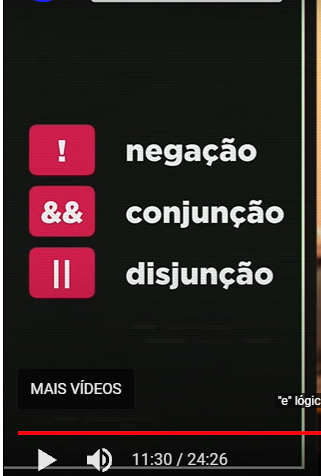 ! negação
&& conjunção
|| disjunção
MAIS VÍDEOS
"e" lógic
11:30 / 24:26